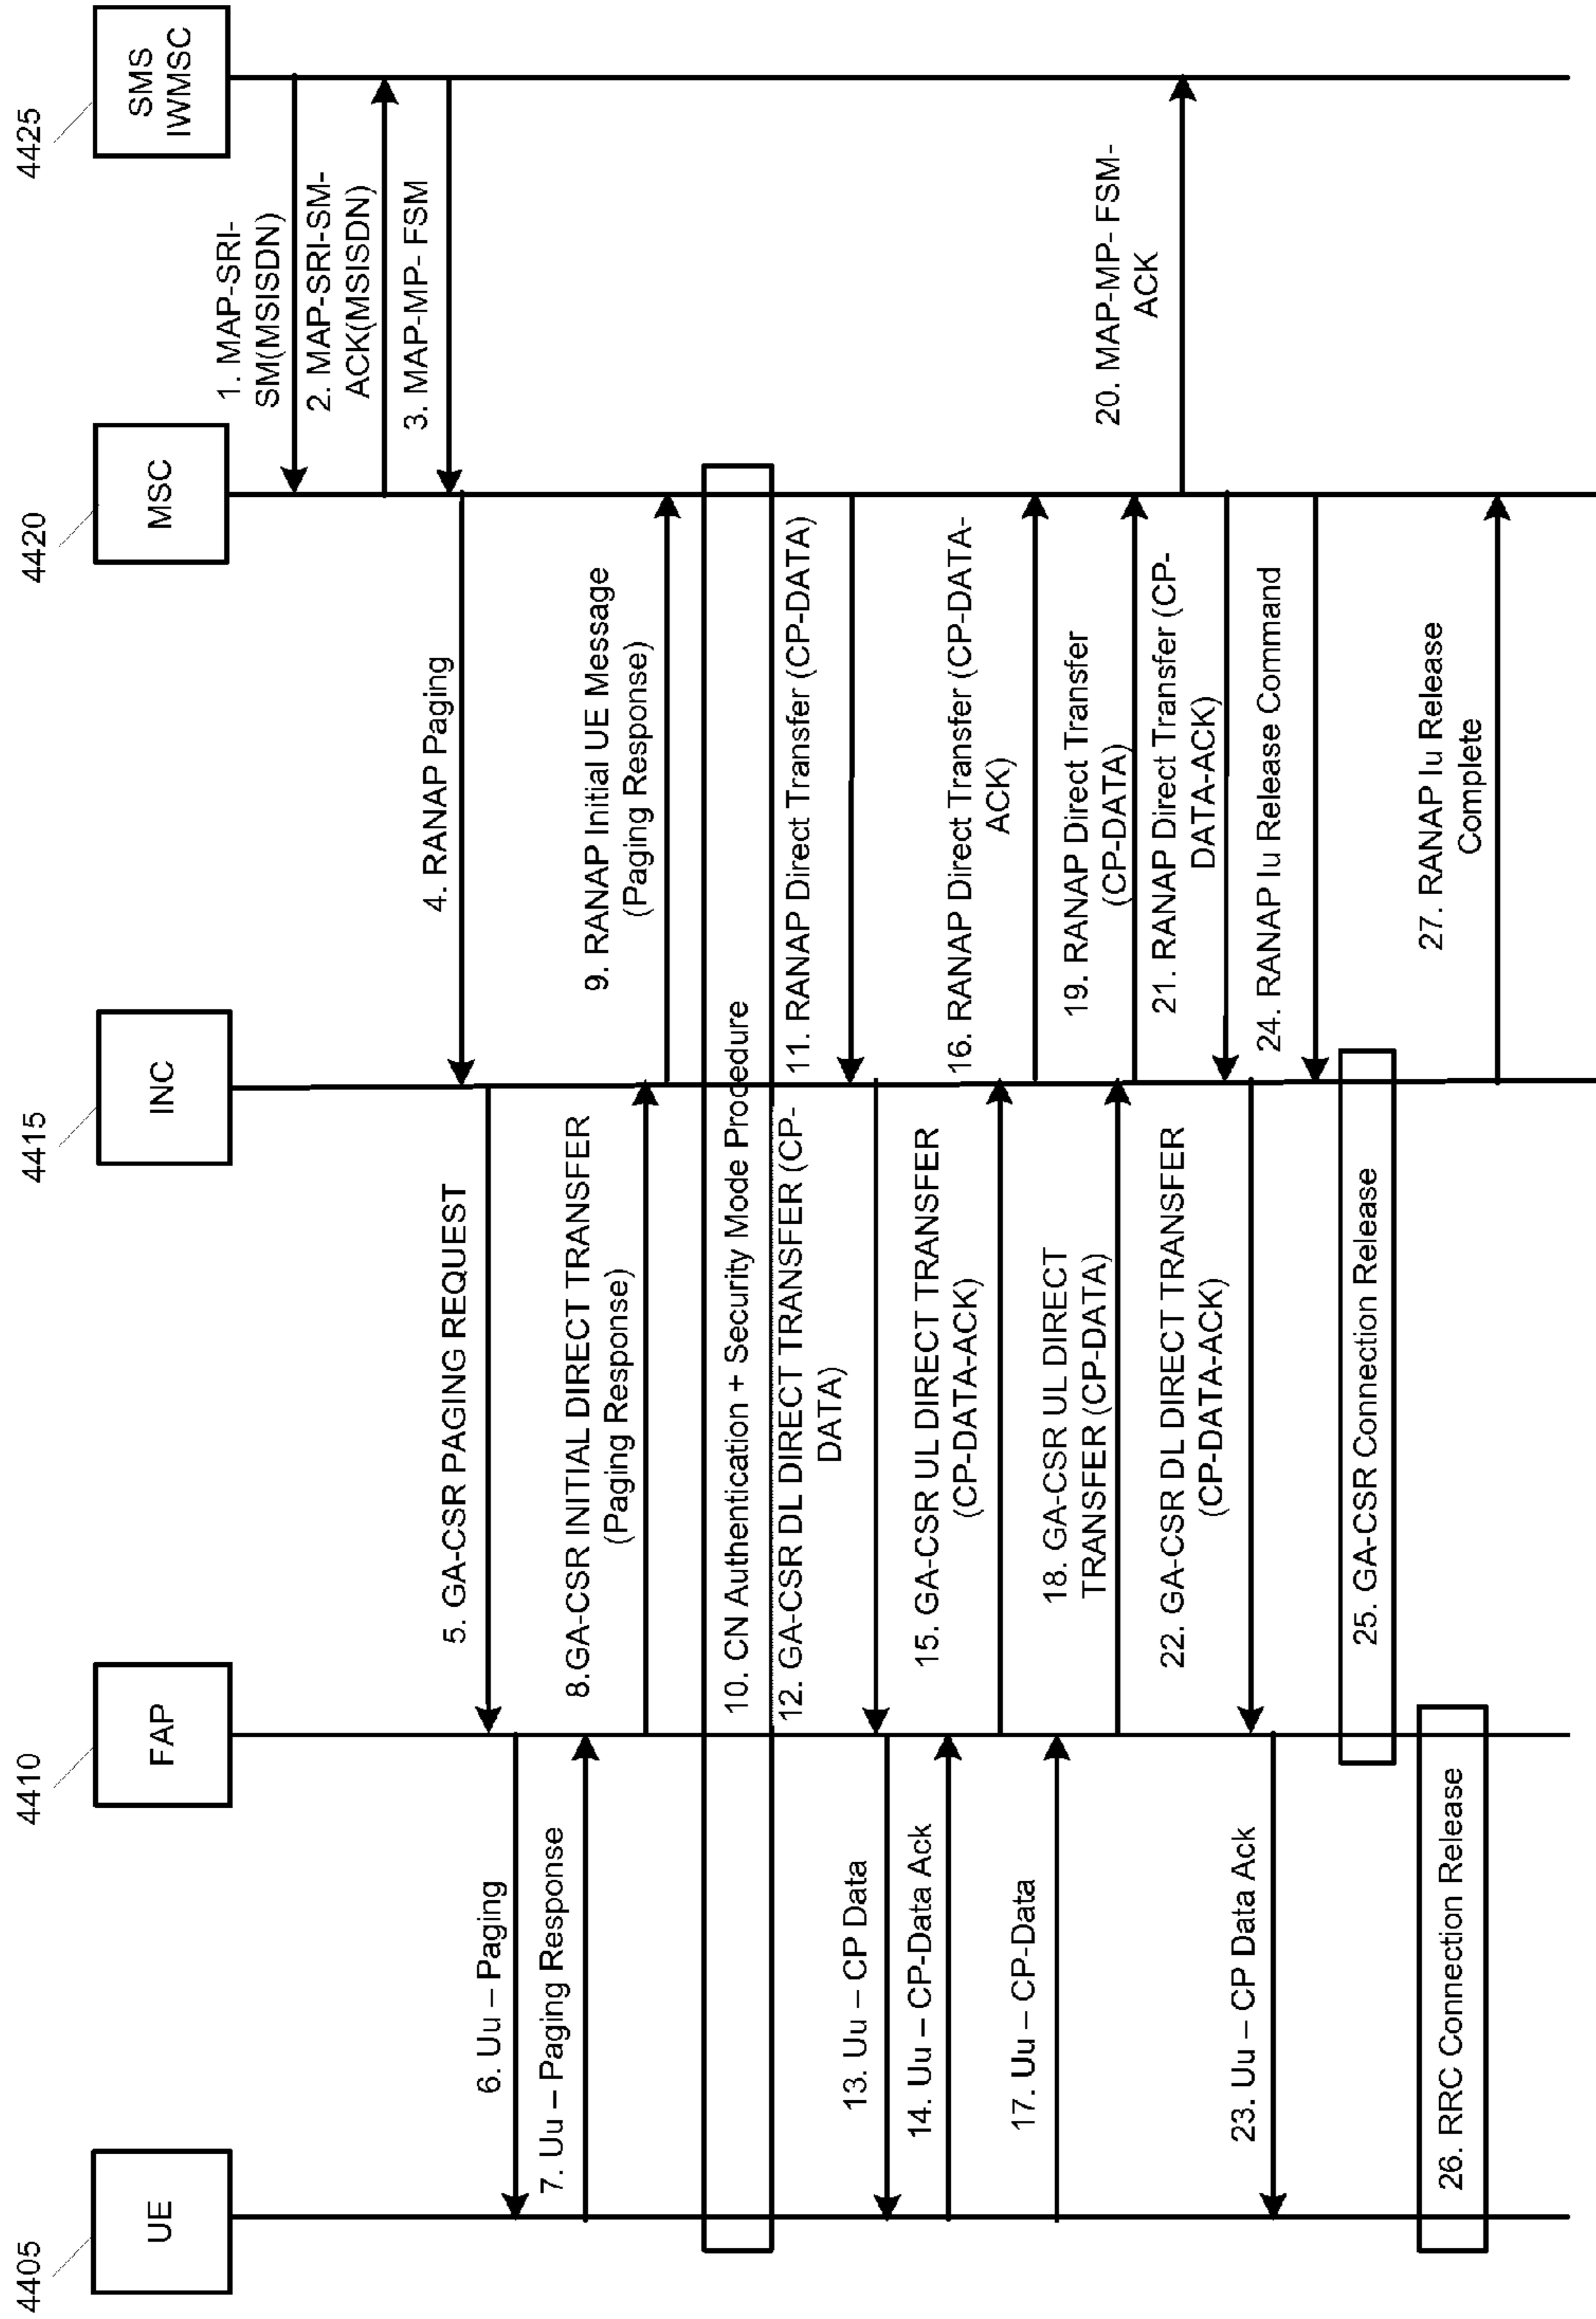 4405
4410
4415
4420
4425
UE
FAP
INC
MSC
SMS
IWMSC
1. MAP-SRI-
SM(MSISDN)
2. MAP-SRI-SM-
ACK(MSISDN)
3. MAP-MP- FSM
4. RANAP Paging
5. GA-CSR PAGING REQUEST
6. Uu – Paging
7. Uu – Paging Response
8.GA-CSR INITIAL DIRECT TRANSFER
(Paging Response)
9. RANAP Initial UE Message
(Paging Response)
10. CN Authentication + Security Mode Procedure
11. RANAP Direct Transfer (CP-DATA)
12. GA-CSR DL DIRECT TRANSFER (CP-
DATA)
13. Uu – CP Data
14. Uu – CP-Data Ack
15. GA-CSR UL DIRECT TRANSFER
(CP-DATA-ACK)
16. RANAP Direct Transfer (CP-DATA-
ACK)
17. Uu – CP-Data
18. GA-CSR UL DIRECT
TRANSFER (CP-DATA)
19. RANAP Direct Transfer
(CP-DATA)
20. MAP-MP- FSM-
ACK
21. RANAP Direct Transfer (CP-
DATA-ACK)
22. GA-CSR DL DIRECT TRANSFER
(CP-DATA-ACK)
23. Uu – CP Data Ack
24. RANAP Iu Release Command
25. GA-CSR Connection Release
26. RRC Connection Release
27. RANAP Iu Release
Complete